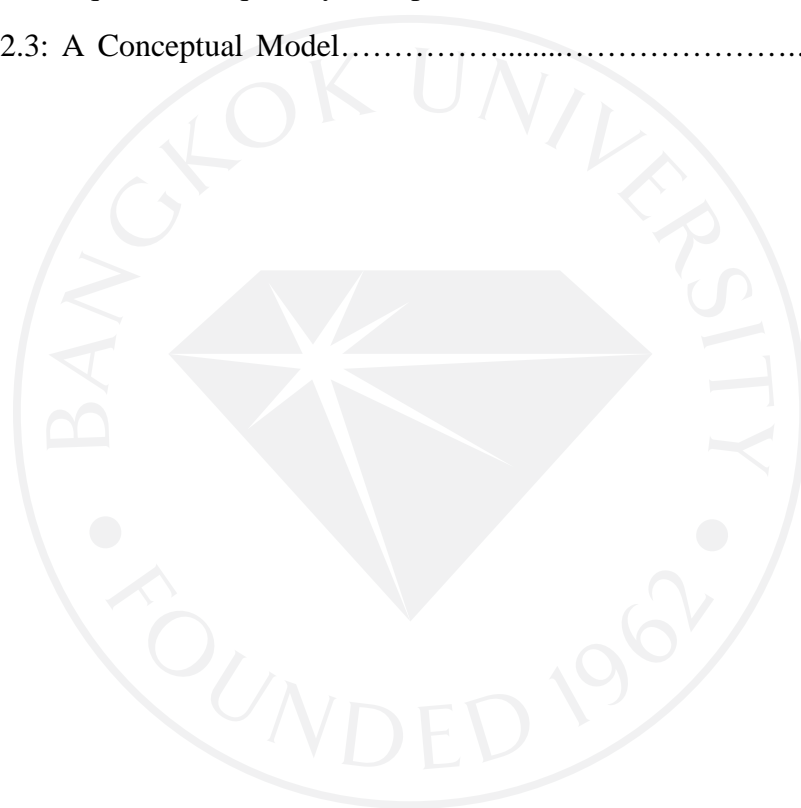 2.3: A Conceptual Model……………........…………………..
BANGKOK UNIVERSITY
• FOUNDED 1962 •